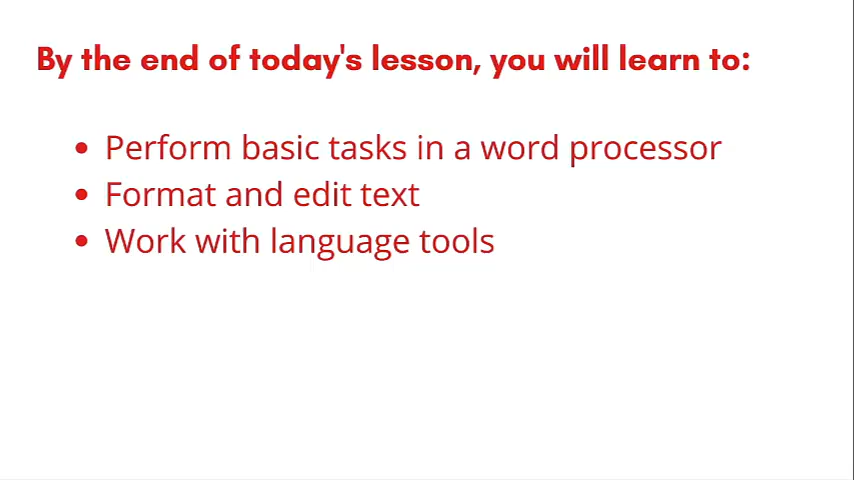 By the end of today's lesson, you will learn to:
• Perform basic tasks in a word processor
• Format and edit text
• Work with language tools